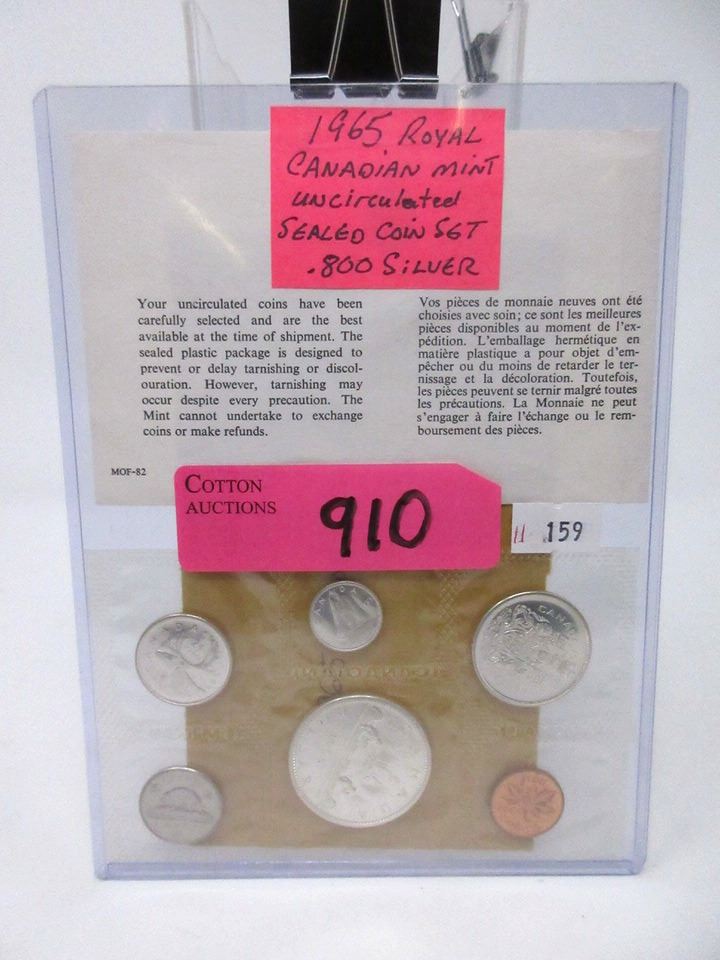 1965 ROYAL
CANADIAN MINT
UNCirculated
SEALED COIN SET
.800 SILVER
Your uncirculated coins have been
carefully selected and are the best
available at the time of shipment. The
sealed plastic package is designed to
prevent or delay tarnishing or discol-
ouration. However, tarnishing may
occur despite every precaution. The
Mint cannot undertake to exchange
coins or make refunds.
Vos pièces de monnaie neuves ont été
choisies avec soin; ce sont les meilleures
pièces disponibles au moment de l'ex-
pédition. L'emballage hermétique en
matière plastique a pour objet d'em-
pêcher ou du moins de retarder le ter-
nissage et la décoloration. Toutefois,
les pièces peuvent se ternir malgré toutes
les précautions. La Monnaie ne peut
s'engager à faire l'échange ou le rem-
boursement des pièces.
MOF-82
COTTON
AUCTIONS
910
11 159
CANADA